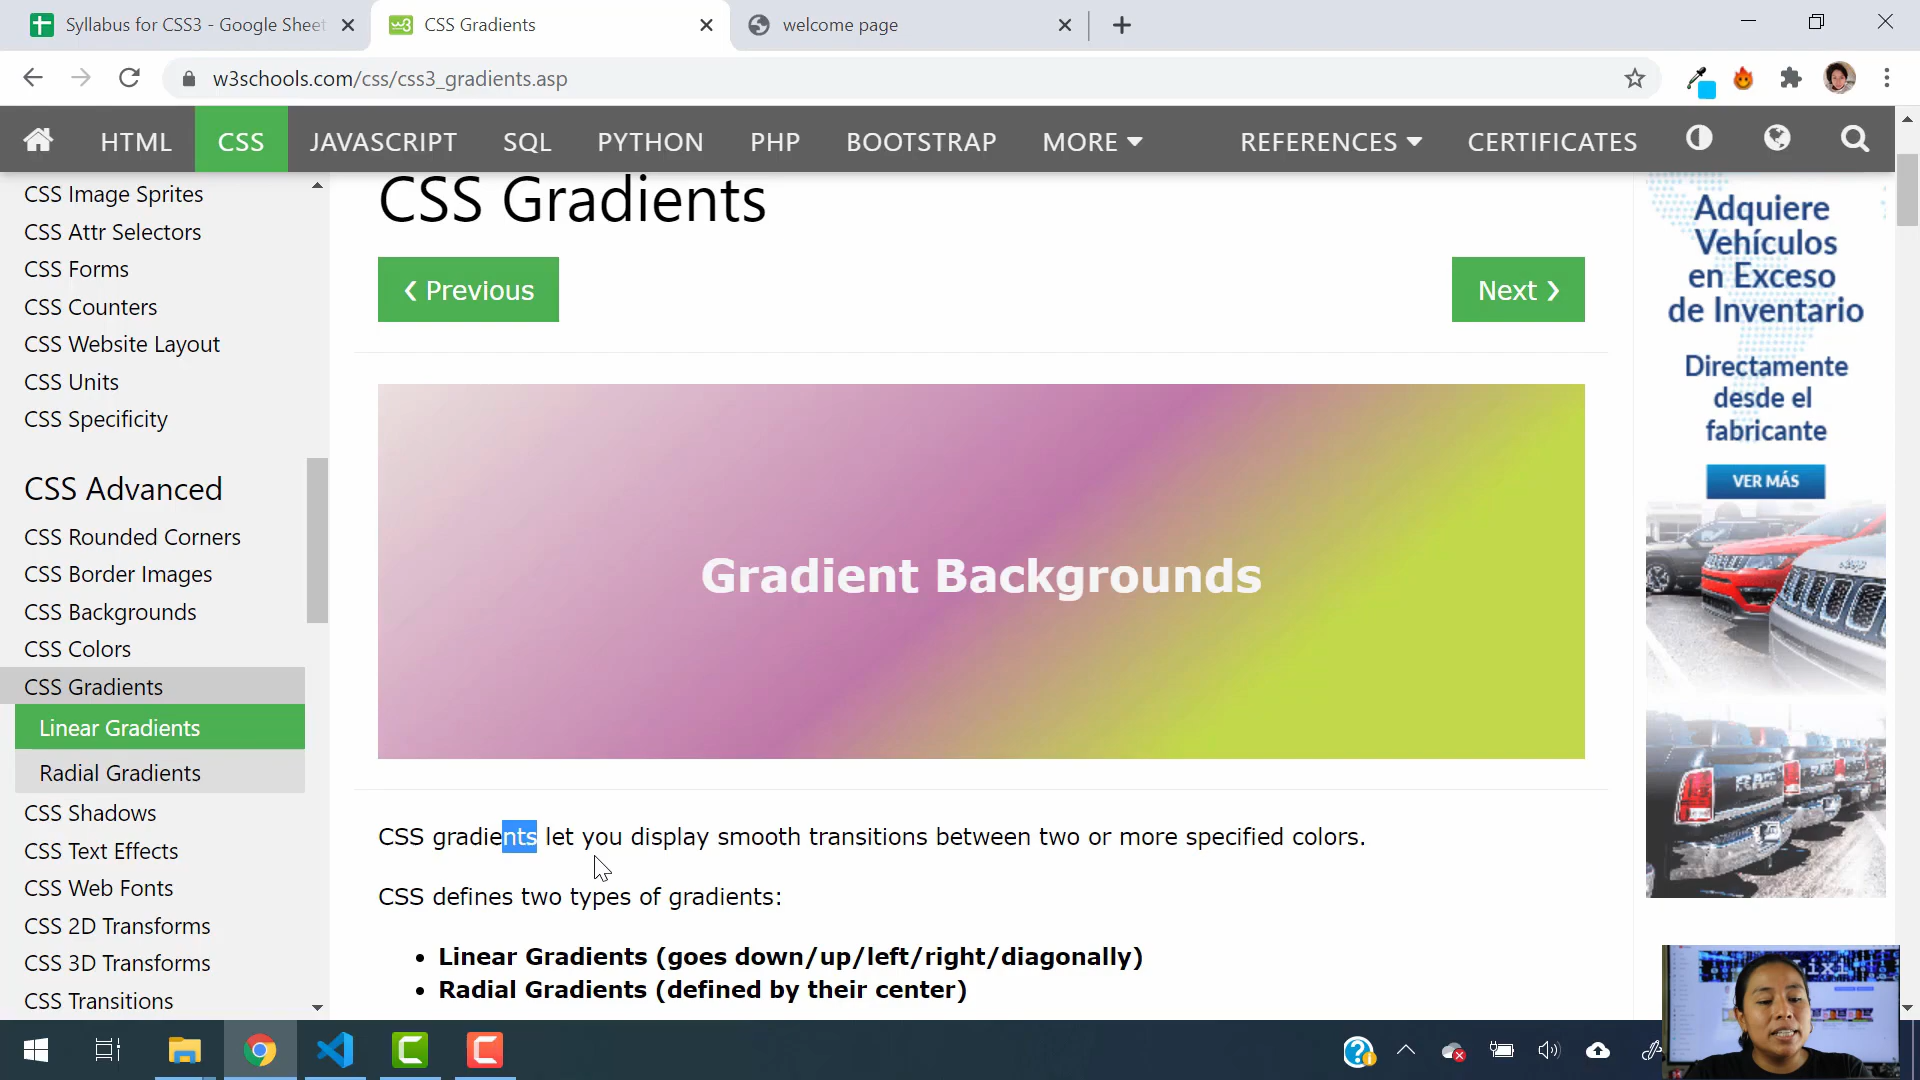 Syllabus for CSS3 - Google Sheet
CSS Gradients
welcome page
w3schools.com/css/css3_gradients.asp
HTML
CSS
JAVASCRIPT
SQL
PYTHON
PHP
BOOTSTRAP
MORE
REFERENCES
CERTIFICATES
CSS Image Sprites
CSS Attr Selectors
CSS Forms
CSS Counters
CSS Website Layout
CSS Units
CSS Specificity
CSS Advanced
CSS Rounded Corners
CSS Border Images
CSS Backgrounds
CSS Colors
CSS Gradients
Linear Gradients
Radial Gradients
CSS Shadows
CSS Text Effects
CSS Web Fonts
CSS 2D Transforms
CSS 3D Transforms
CSS Transitions
CSS Gradients
❮ Previous
Next ❯
Gradient Backgrounds
CSS gradients let you display smooth transitions between two or more specified colors.
CSS defines two types of gradients:
• Linear Gradients (goes down/up/left/right/diagonally)
• Radial Gradients (defined by their center)
Adquiere
Vehículos
en Exceso
de Inventario
Directamente
desde el
fabricante
VER MÁS